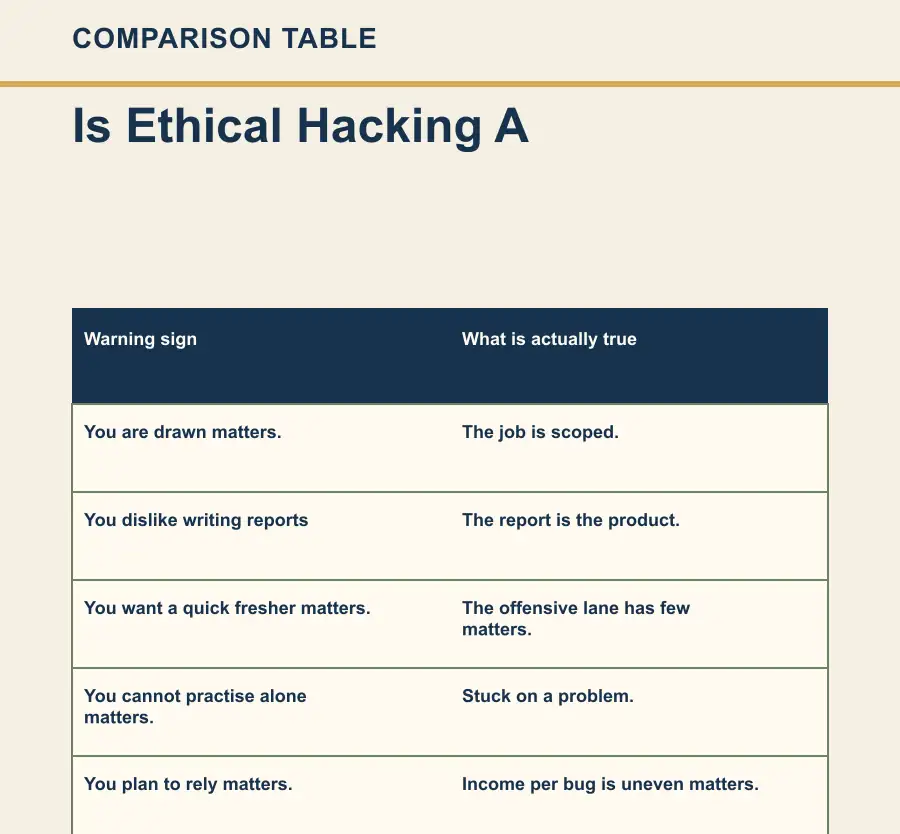 COMPARISON TABLE
Is Ethical Hacking A
Warning sign
What is actually true
You are drawn matters.
The job is scoped.
You dislike writing reports
The report is the product.
You want a quick fresher matters.
The offensive lane has few
matters.
You cannot practise alone
matters.
Stuck on a problem.
You plan to rely matters.
Income per bug is uneven matters.